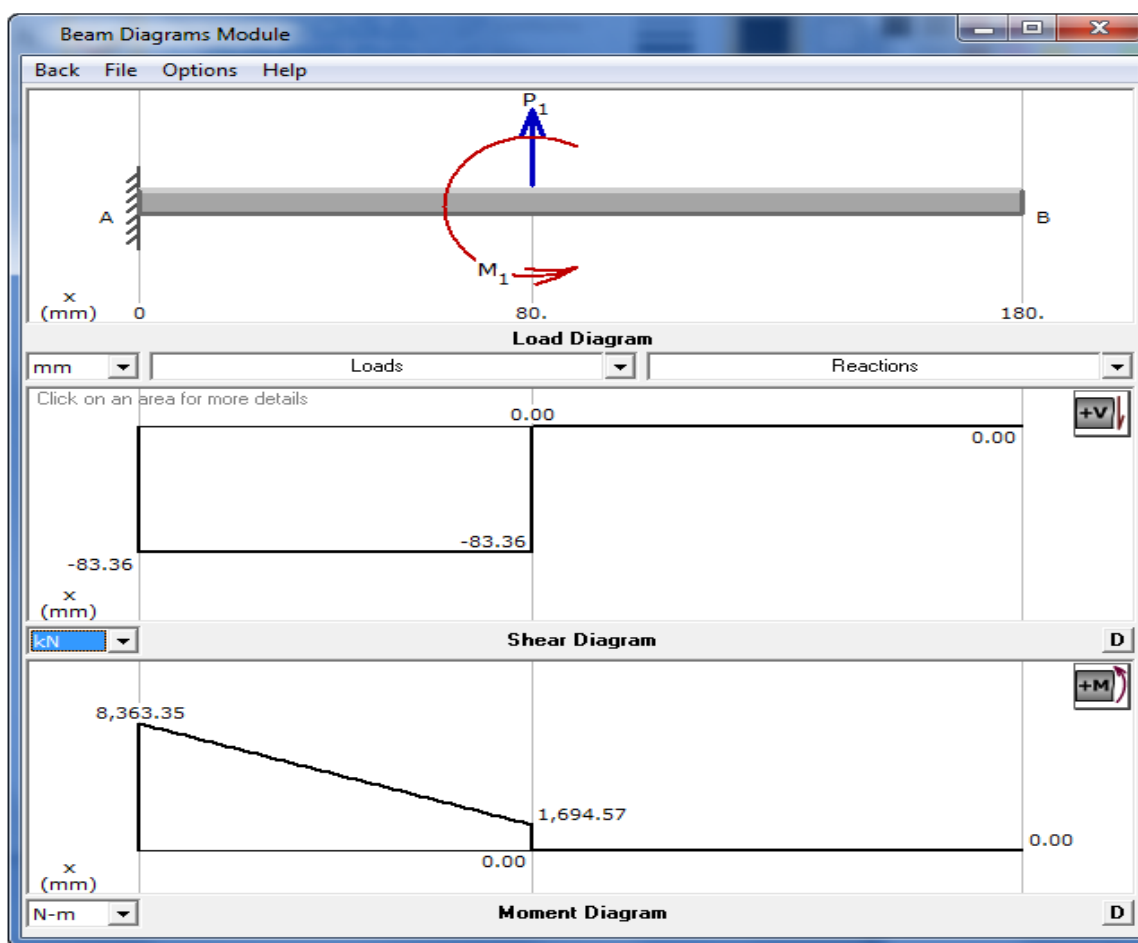 Beam Diagrams Module
Back File Options Help
P1
A
B
M1
x
(mm) 0 80. 180.
Load Diagram
mm Loads Reactions
Click on an area for more details
0.00
+V
0.00
-83.36
-83.36
x
(mm)
kN Shear Diagram D
+M
8,363.35
1,694.57
0.00
0.00
x
(mm)
N-m Moment Diagram D